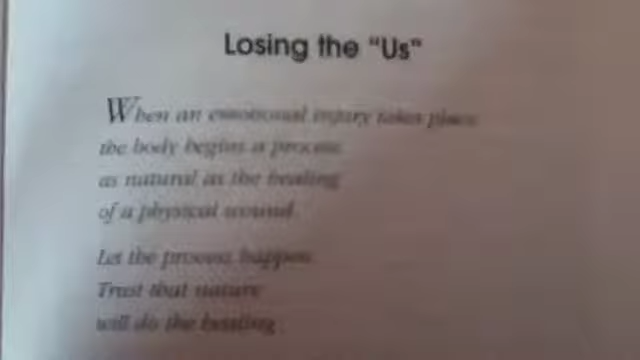 Losing the "Us"
When an emotional injury takes place
the body begins a process
as natural as the healing
of a physical wound.
Let the process happen
Trust that nature
will do the healing.